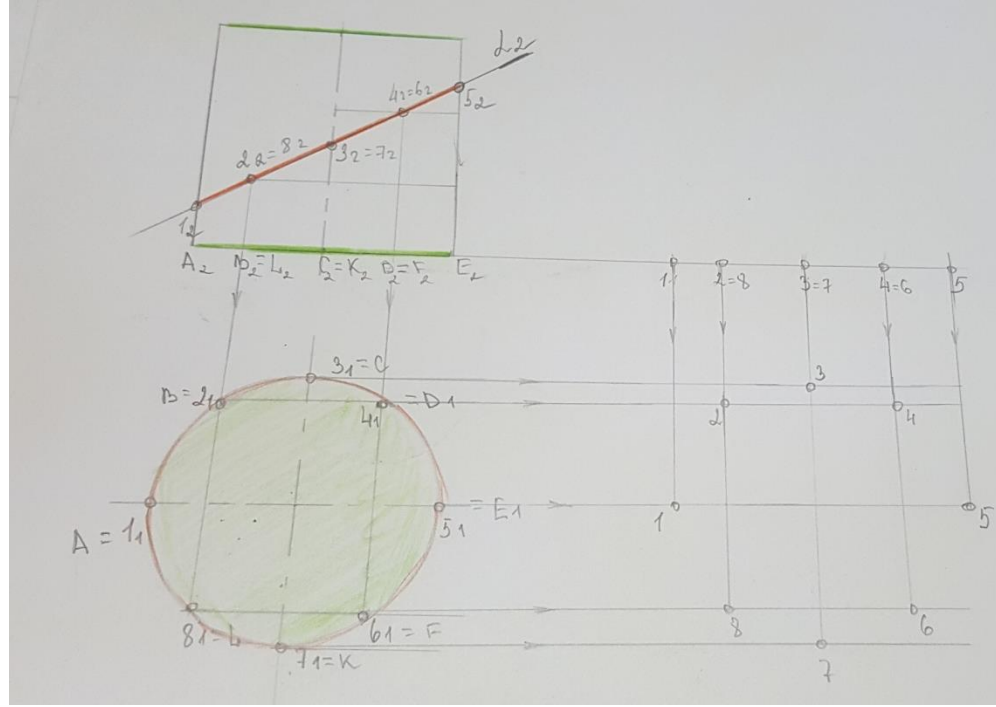 α2
4₂=6₂
5₂
2₂=8₂
3₂=7₂
1₂
A₂ B₂=L₂ C₂=K₂ D₂=F₂ E₂
1 2=8 3=7 4=6 5
3₁=C
3
B=2₁ 4₁ =D₁
2 4
A=1₁ 5₁ =E₁
1 5
8₁=L 7₁=K 6₁=F
8 6
7